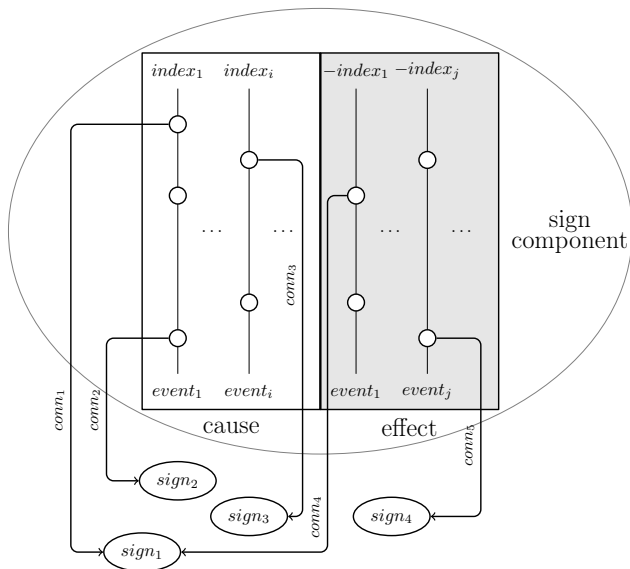 index₁ indexᵢ −index₁ −indexⱼ
sign
component
... ... ... ...
conn₃
event₁ eventᵢ event₁ eventⱼ
conn₁ conn₂
cause effect
conn₅
sign₂
conn₄
sign₃ sign₄
sign₁